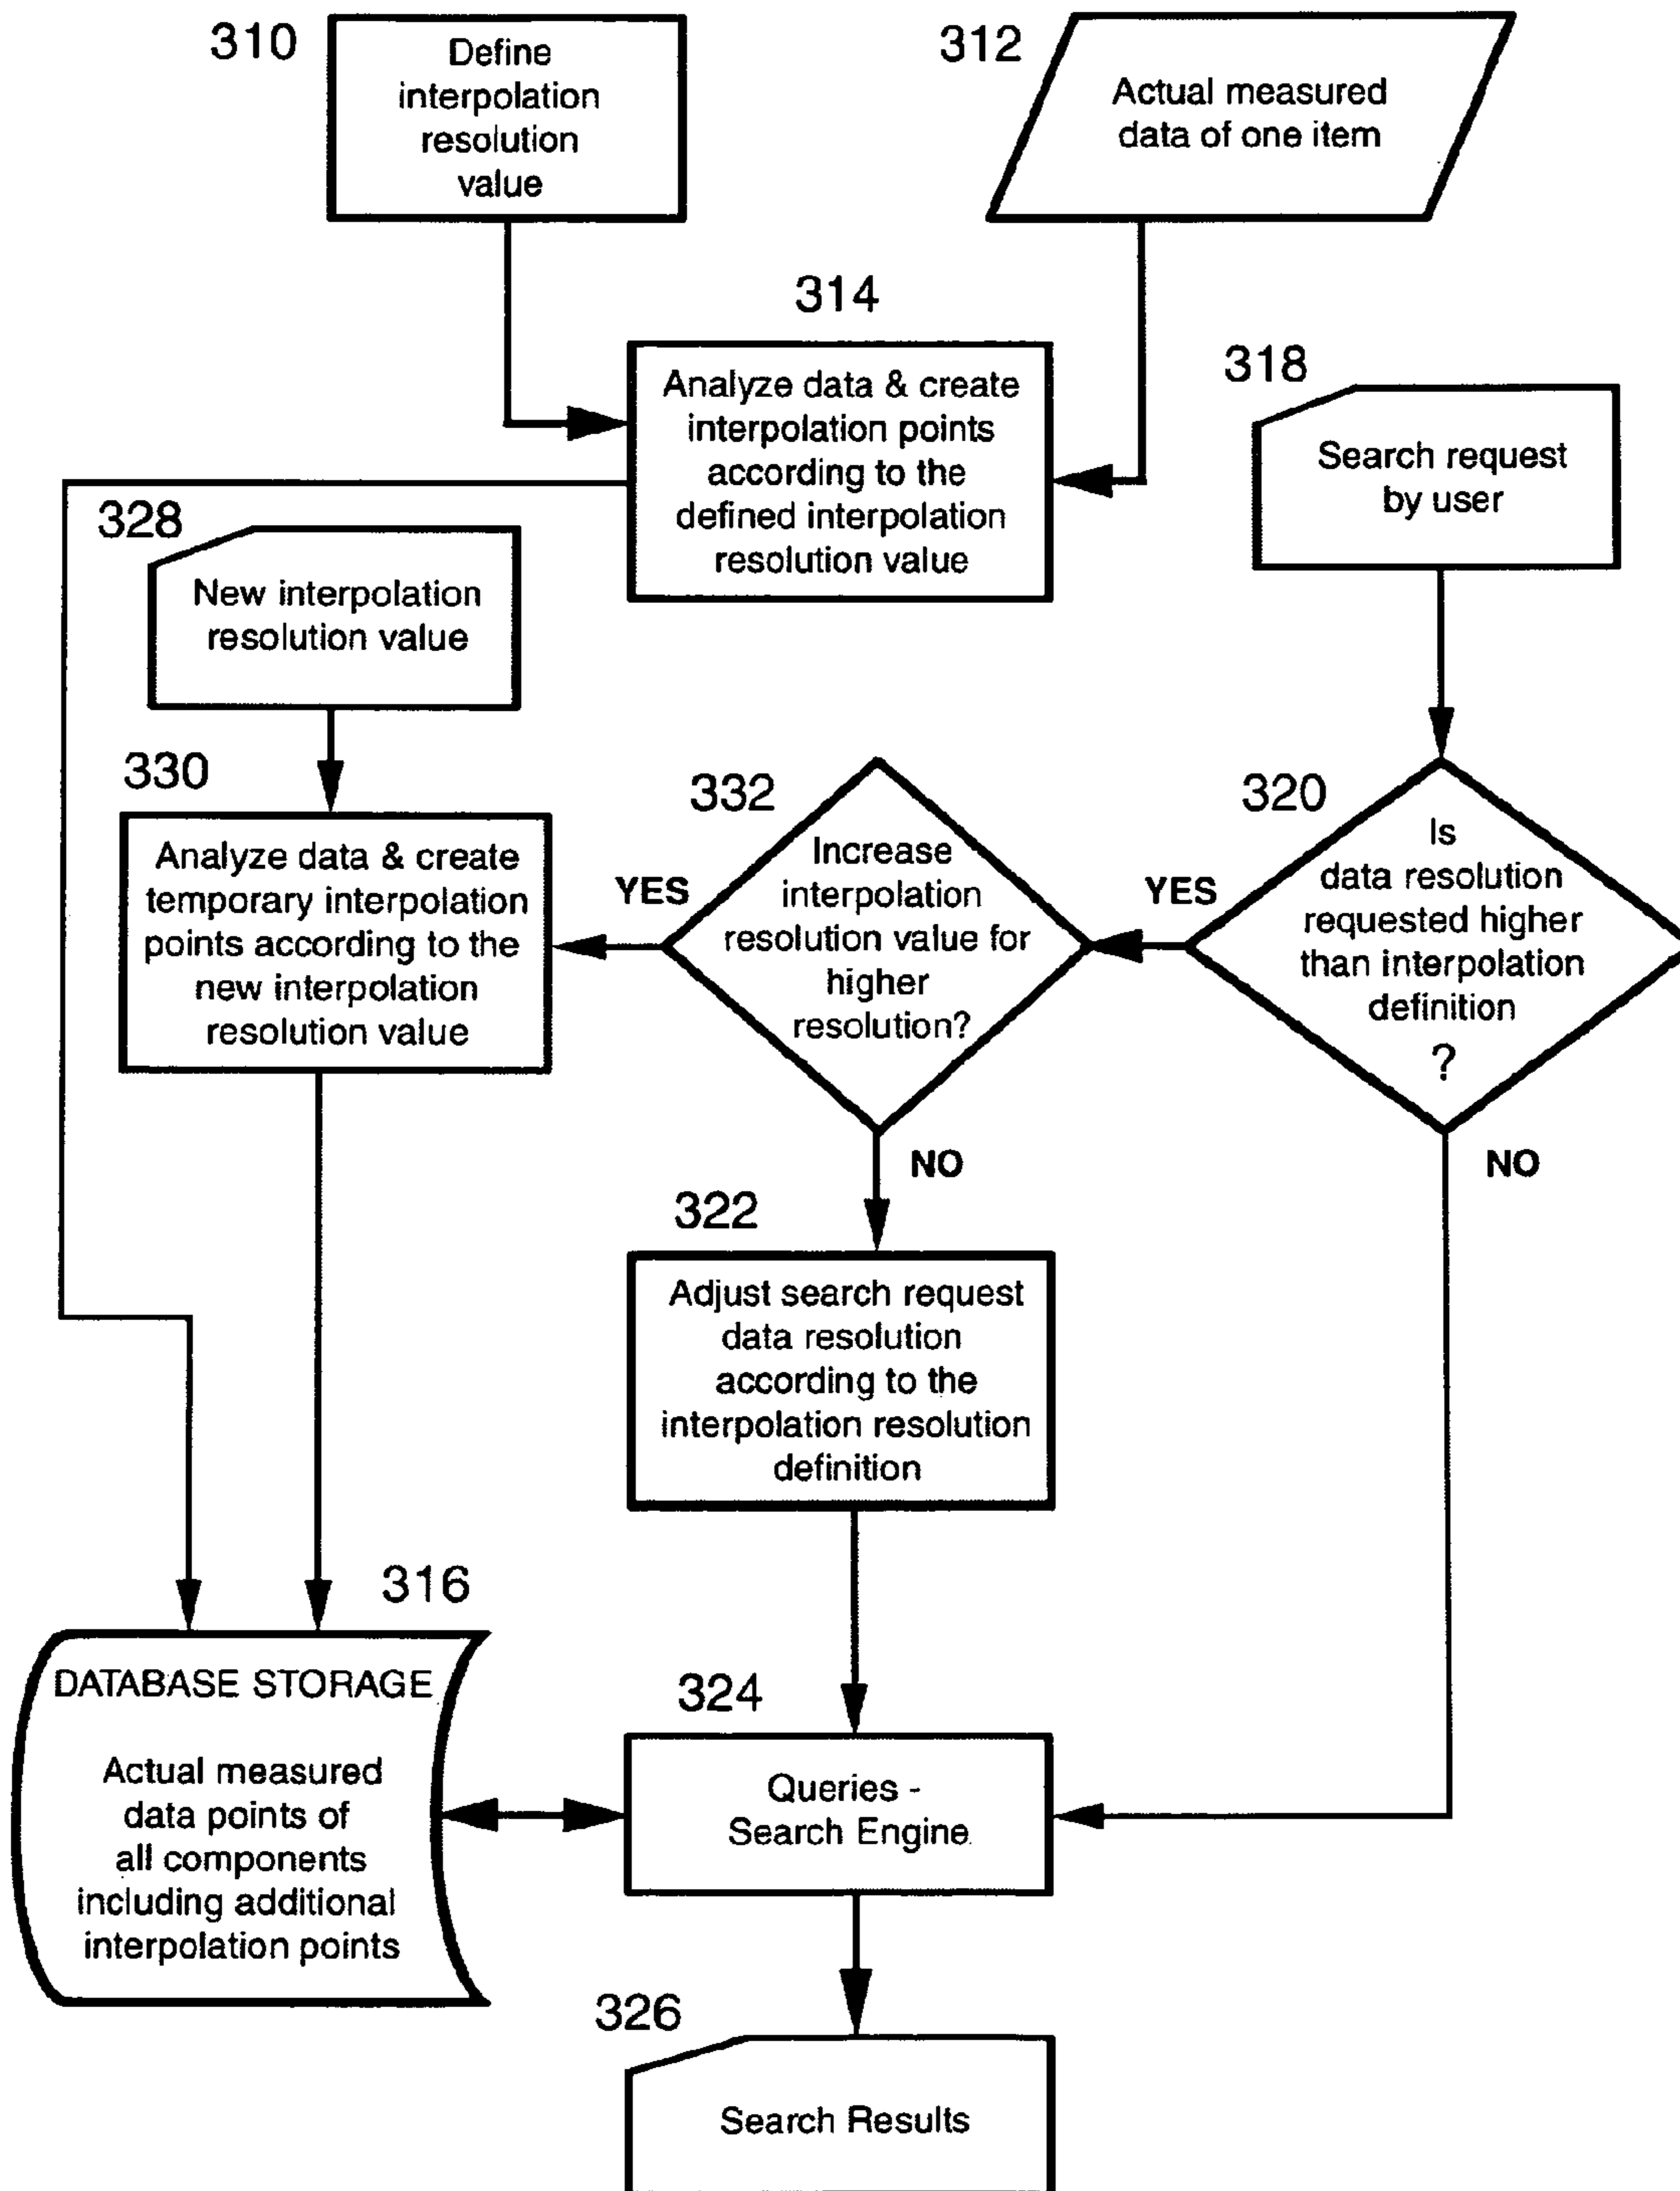 310
Define
interpolation
resolution
value
312
Actual measured
data of one item
314
Analyze data & create
interpolation points
according to the
defined interpolation
resolution value
318
Search request
by user
328
New interpolation
resolution value
330
Analyze data & create
temporary interpolation
points according to the
new interpolation
resolution value
YES
332
Increase
interpolation
resolution value for
higher
resolution?
NO
YES
320
Is
data resolution
requested higher
than interpolation
definition
?
NO
322
Adjust search request
data resolution
according to the
interpolation resolution
definition
316
DATABASE STORAGE
Actual measured
data points of
all components
including additional
interpolation points
324
Queries -
Search Engine
326
Search Results